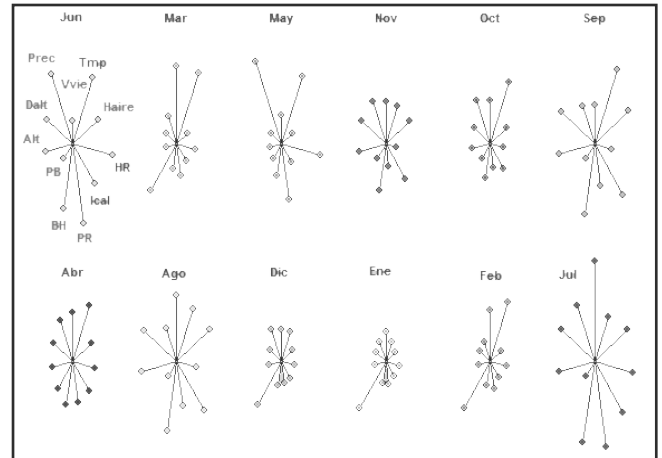 Jun Mar May Nov Oct Sep
Prec Tmp
Vvie
Dalt Haire
Alt
PB HR
Ical
BH
PR
Abr Ago Dic Ene Feb Jul